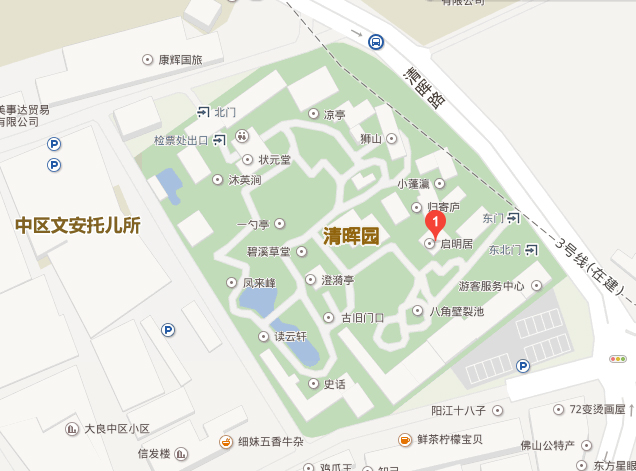 有限公司
康辉国旅
清晖路
美事达贸易
有限公司
北门
凉亭
检票处出口
狮山
状元堂
沐英涧
小蓬瀛
归寄庐
中区文安托儿所
一勺亭
清晖园
1
东门
启明居
东北门
3号线(在建)
碧溪草堂
凤来峰
澄漪亭
游客服务中心
古旧门口
八角壁裂池
读云轩
P
P
P
P
史话
阳江十八子
72变烫画屋
大良中区小区
细妹五香牛杂
鲜茶柠檬宝贝
佛山公特产
信发楼
鸡爪王
东方星眼